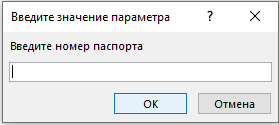 Введите значение параметра ? ×
Введите номер паспорта
ОК Отмена